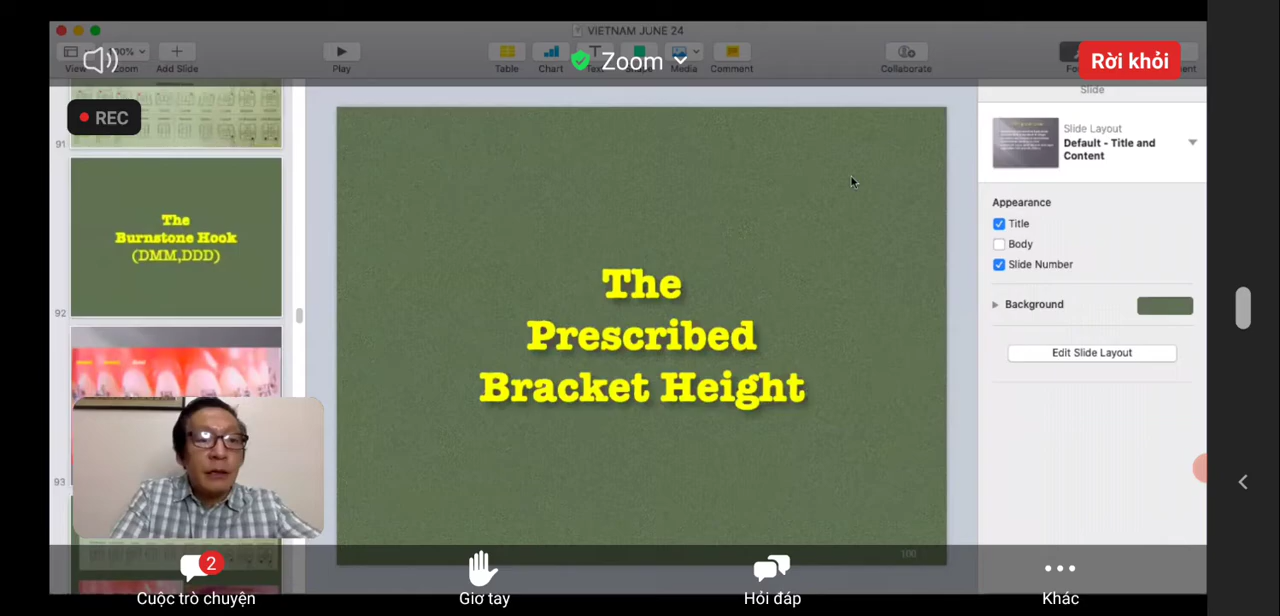 VIETNAM JUNE 24
View
Zoom
Add Slide
Play
Table
Chart
Text
Media
Comment
Collaborate
Zoom
Rời khỏi
REC
91
The
Burnstone Hook
(DMM,DDD)
92
93
The
Prescribed
Bracket Height
100
Slide
Slide Layout
Default - Title and
Content
Appearance
Title
Body
Slide Number
Background
Edit Slide Layout
2
Cuộc trò chuyện
Giơ tay
Hỏi đáp
Khác